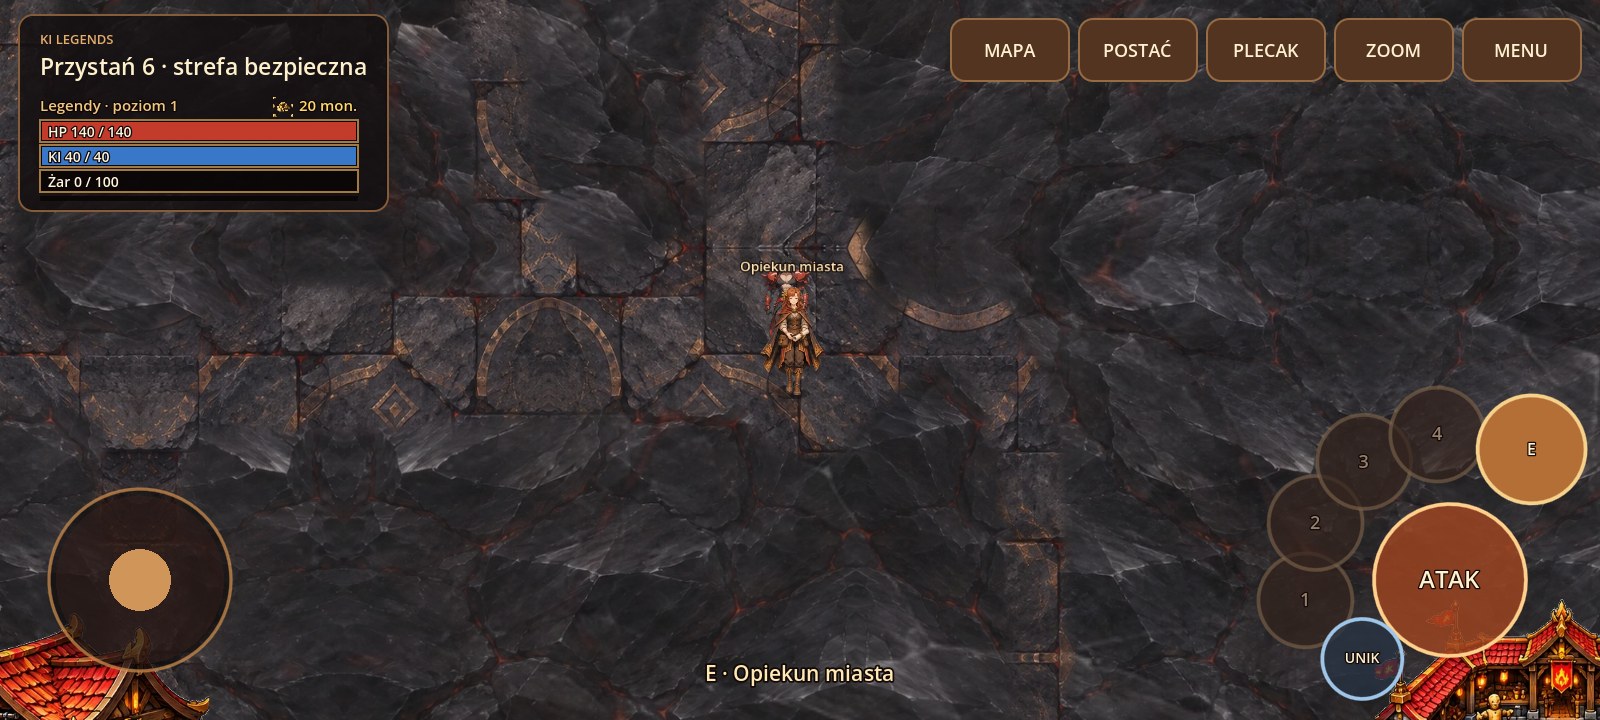 KI LEGENDS
Przystań 6 · strefa bezpieczna
Legendy · poziom 1
20 mon.
HP 140 / 140
KI 40 / 40
Żar 0 / 100
MAPA
POSTAĆ
PLECAK
ZOOM
MENU
Opiekun miasta
4
E
3
2
ATAK
1
UNIK
E · Opiekun miasta